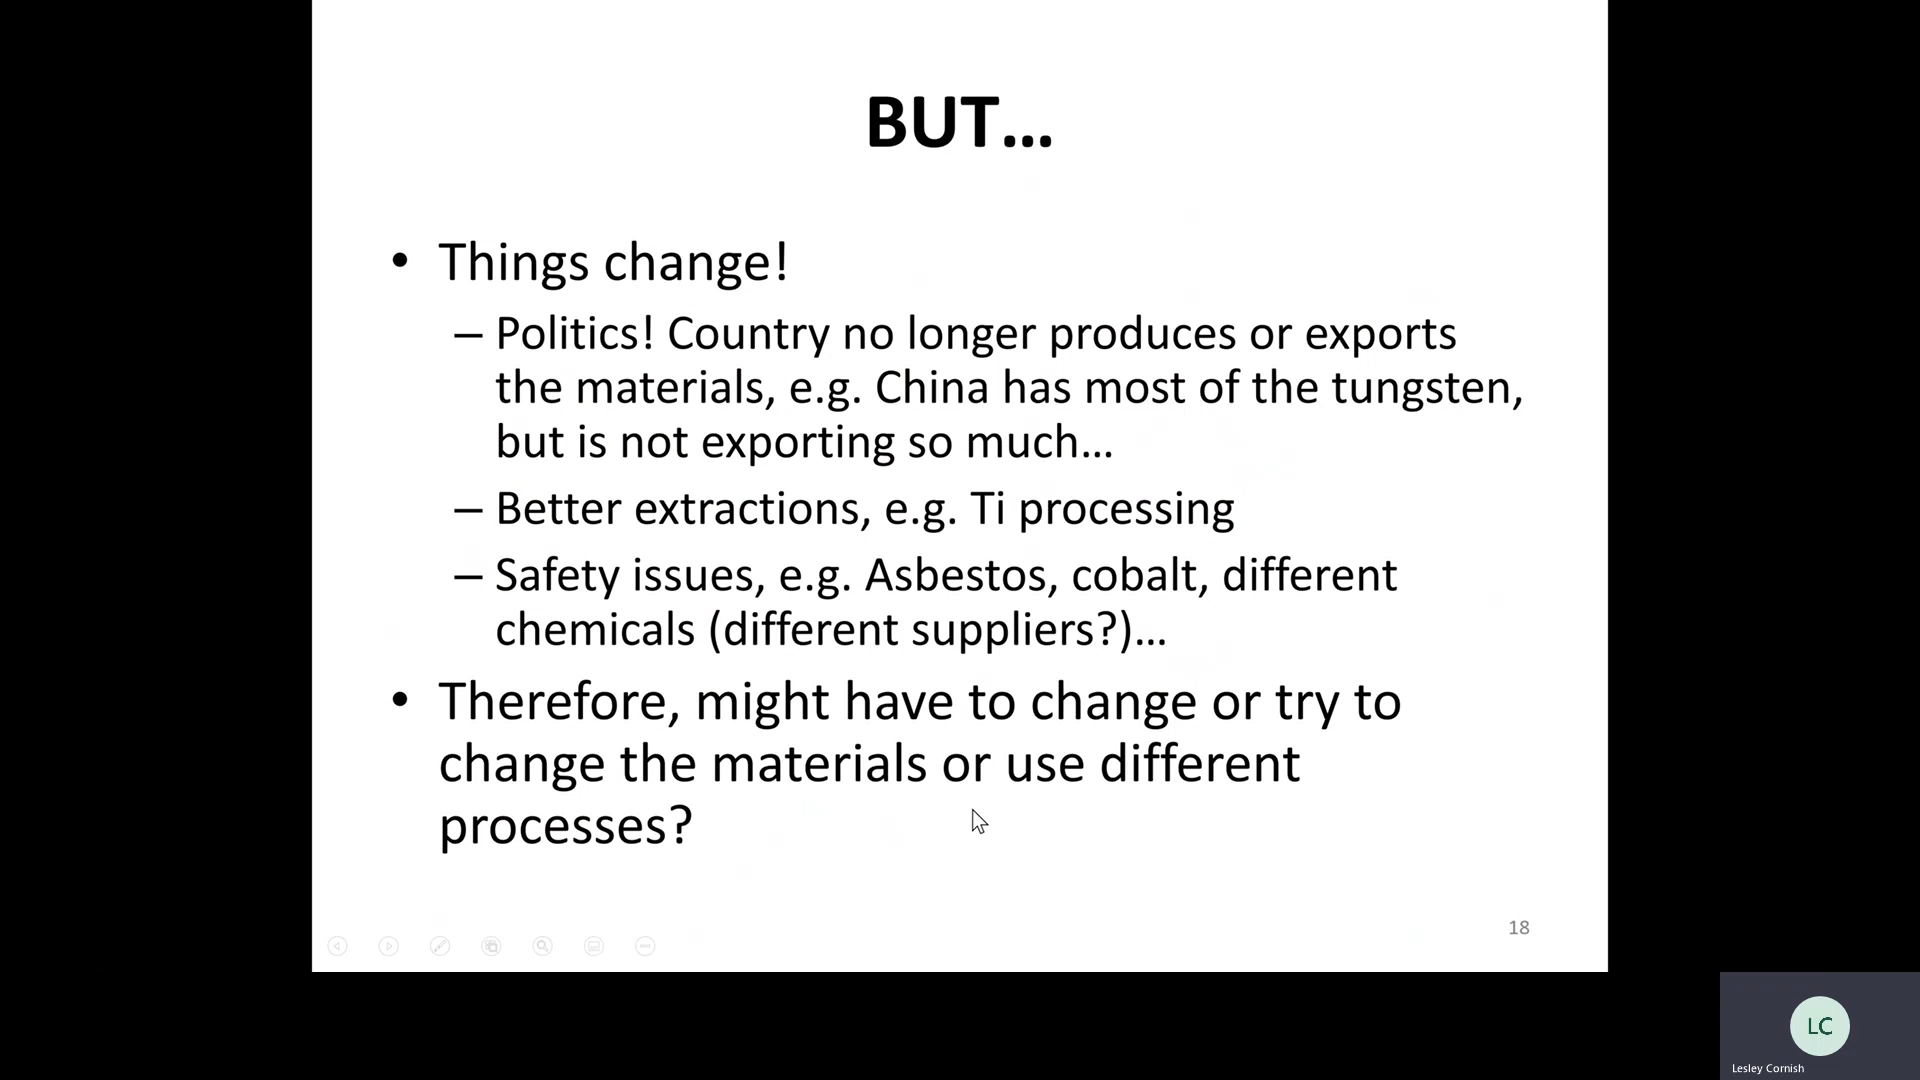 BUT...
• Things change!
– Politics! Country no longer produces or exports
the materials, e.g. China has most of the tungsten,
but is not exporting so much...
– Better extractions, e.g. Ti processing
– Safety issues, e.g. Asbestos, cobalt, different
chemicals (different suppliers?)...
• Therefore, might have to change or try to
change the materials or use different
processes?
18
LC
Lesley Cornish